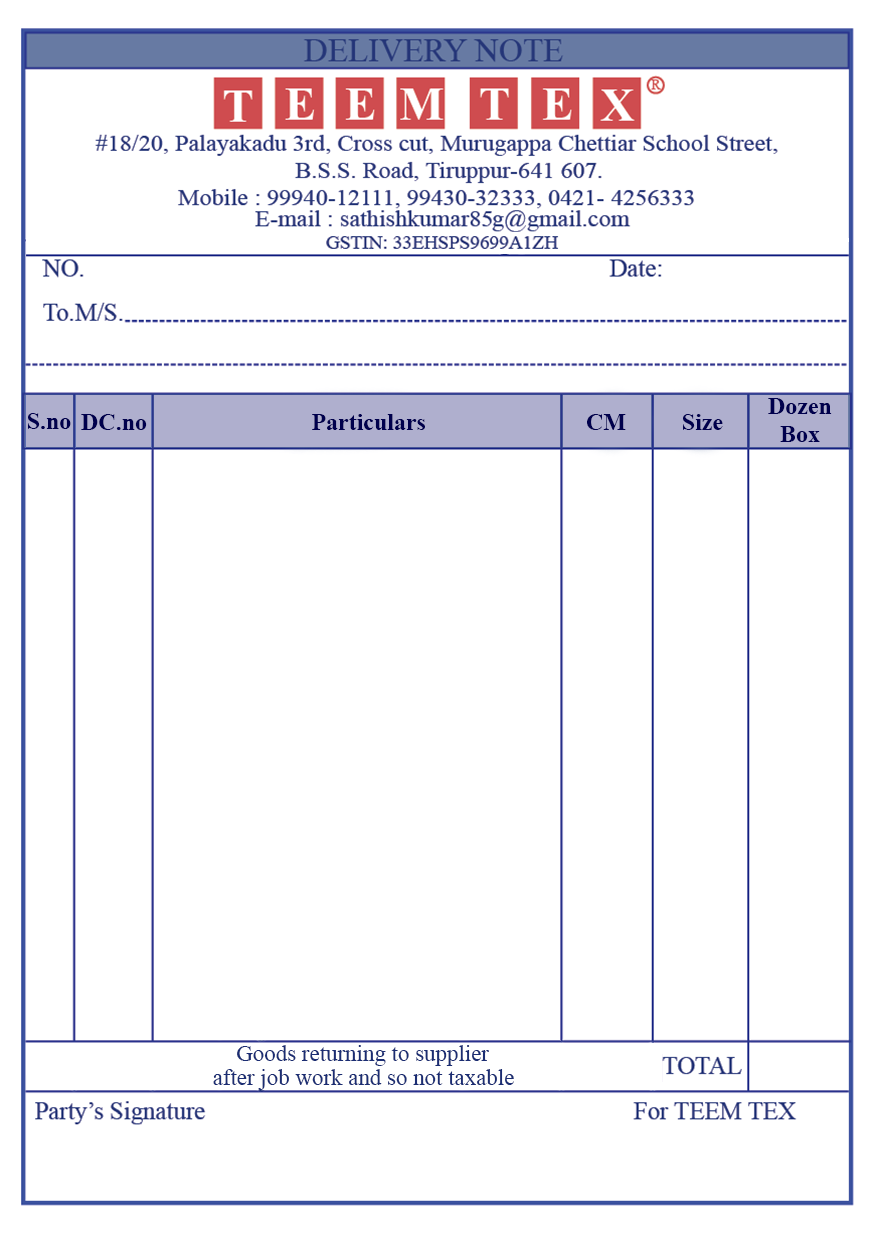 DELIVERY NOTE
TEEM TEX®
#18/20, Palayakadu 3rd, Cross cut, Murugappa Chettiar School Street,
B.S.S. Road, Tiruppur-641 607.
Mobile : 99940-12111, 99430-32333, 0421- 4256333
E-mail : sathishkumar85g@gmail.com
GSTIN: 33EHSPS9699A1ZH
NO. Date:
To.M/S.
S.no DC.no Particulars CM Size Dozen Box
Goods returning to supplier
after job work and so not taxable
TOTAL
Party’s Signature For TEEM TEX